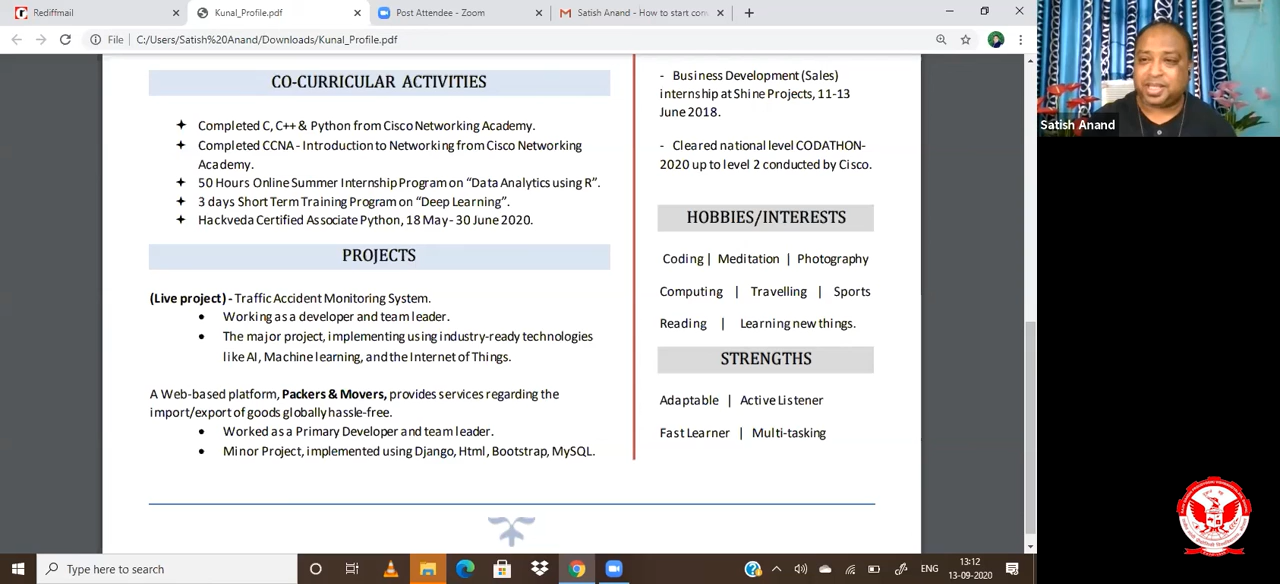 Rediffmail
Kunal_Profile.pdf
Post Attendee - Zoom
Satish Anand - How to start com
File
C:/Users/Satish%20Anand/Downloads/Kunal_Profile.pdf
CO-CURRICULAR ACTIVITIES
Completed C, C++ & Python from Cisco Networking Academy.
Completed CCNA - Introduction to Networking from Cisco Networking
Academy.
50 Hours Online Summer Internship Program on “Data Analytics using R”.
3 days Short Term Training Program on “Deep Learning”.
Hackveda Certified Associate Python, 18 May - 30 June 2020.
PROJECTS
(Live project) - Traffic Accident Monitoring System.
• Working as a developer and team leader.
• The major project, implementing using industry-ready technologies
like AI, Machine learning, and the Internet of Things.
A Web-based platform, Packers & Movers, provides services regarding the
import/export of goods globally hassle-free.
• Worked as a Primary Developer and team leader.
• Minor Project, implemented using Django, Html, Bootstrap, MySQL.
- Business Development (Sales)
internship at Shine Projects, 11-13
June 2018.
- Cleared national level CODATHON-
2020 up to level 2 conducted by Cisco.
HOBBIES/INTERESTS
Coding | Meditation | Photography
Computing | Travelling | Sports
Reading | Learning new things.
STRENGTHS
Adaptable | Active Listener
Fast Learner | Multi-tasking
Satish Anand
Type here to search
ENG
13:12
13-09-2020